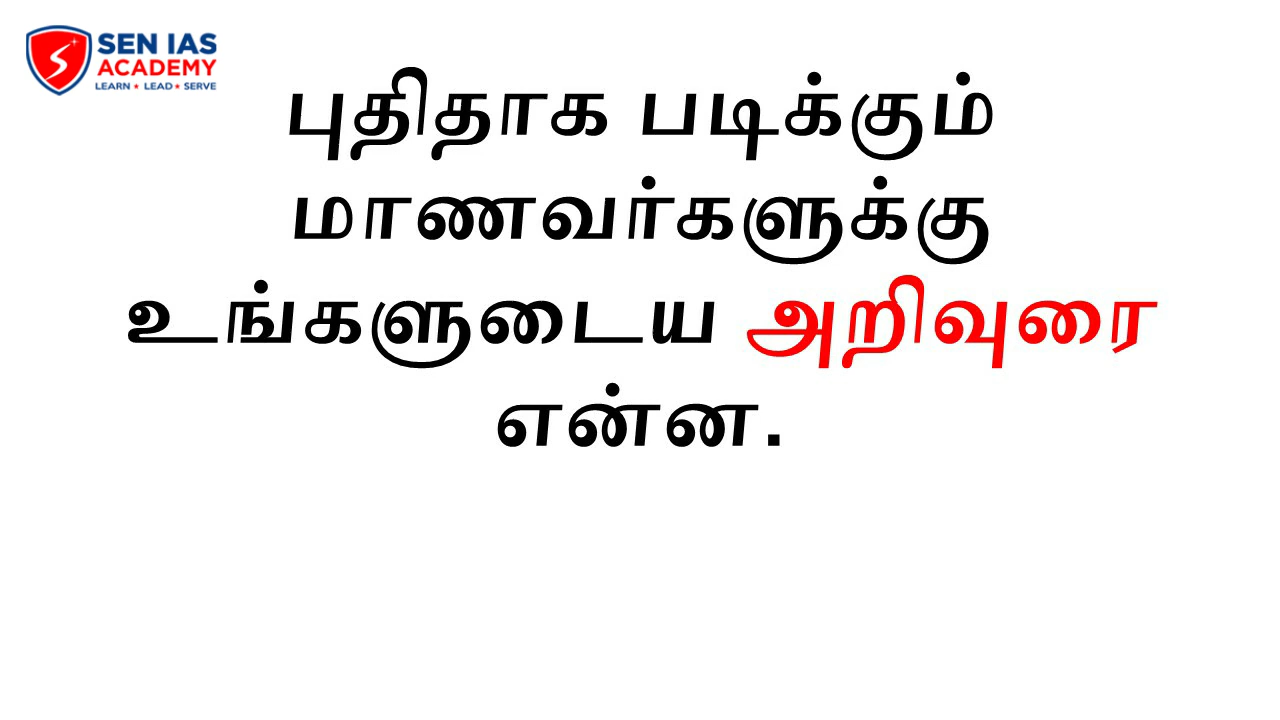 SEN IAS
ACADEMY
LEARN ★ LEAD ★ SERVE
புதிதாக படிக்கும்
மாணவர்களுக்கு
உங்களுடைய அறிவுரை
என்ன.